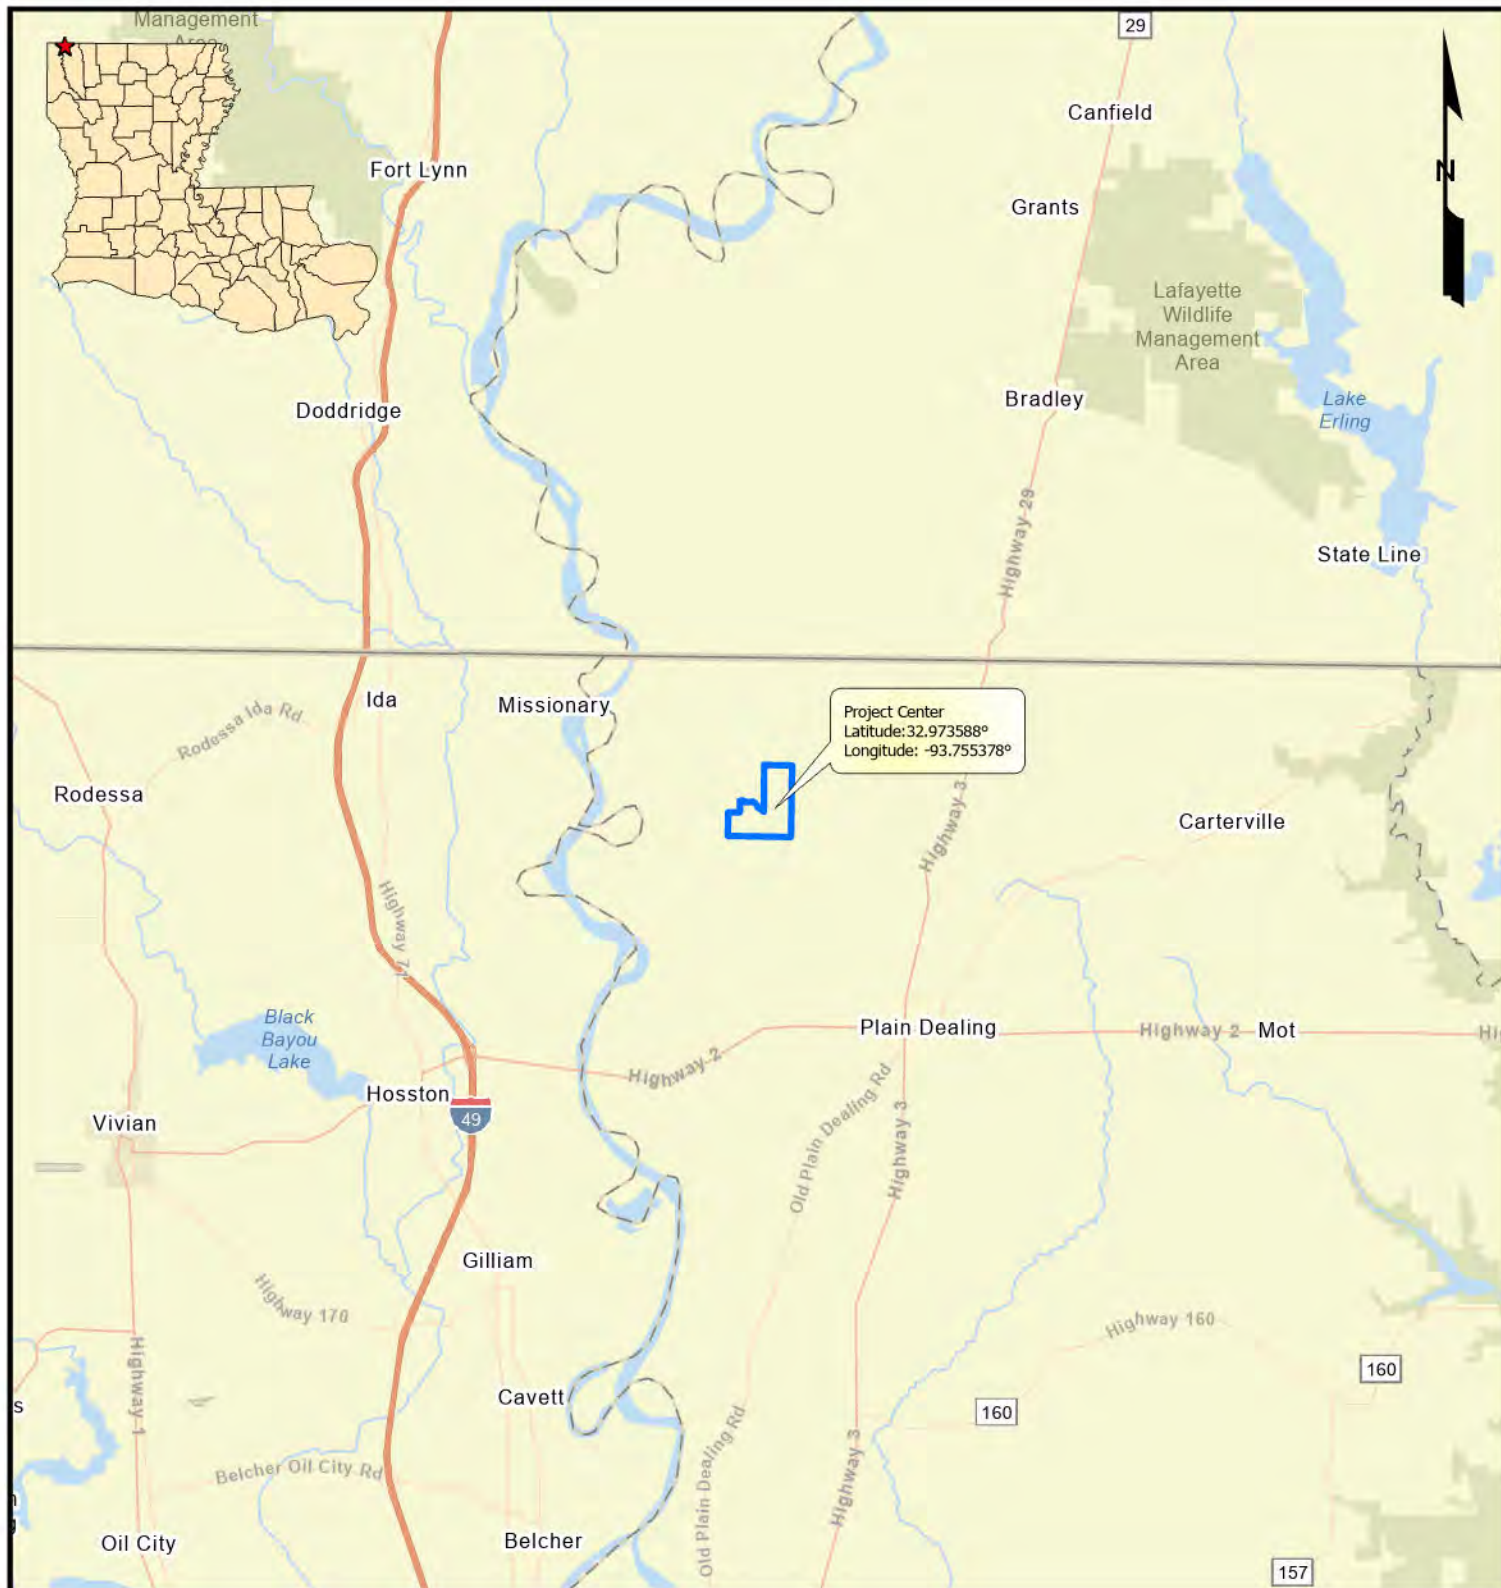 Management
Area
29
Canfield
Fort Lynn
N
Grants
Lafayette
Wildlife
Management
Area
Bradley
Lake
Erling
Doddridge
Highway 29
State Line
Ida
Missionary
Project Center
Latitude:32.973588°
Longitude: -93.755378°
Rodessa Ida Rd
Rodessa
Highway 3
Carterville
Highway 71
Black
Bayou
Lake
Plain Dealing
Highway 2
Mot
Highway 2
Hosston
49
Vivian
Old Plain Dealing Rd
Highway 3
Gilliam
Highway 170
Highway 160
Highway 1
160
Cavett
160
s
Old Plain Dealing Rd
Highway 3
Belcher Oil City Rd
Oil City
Belcher
157